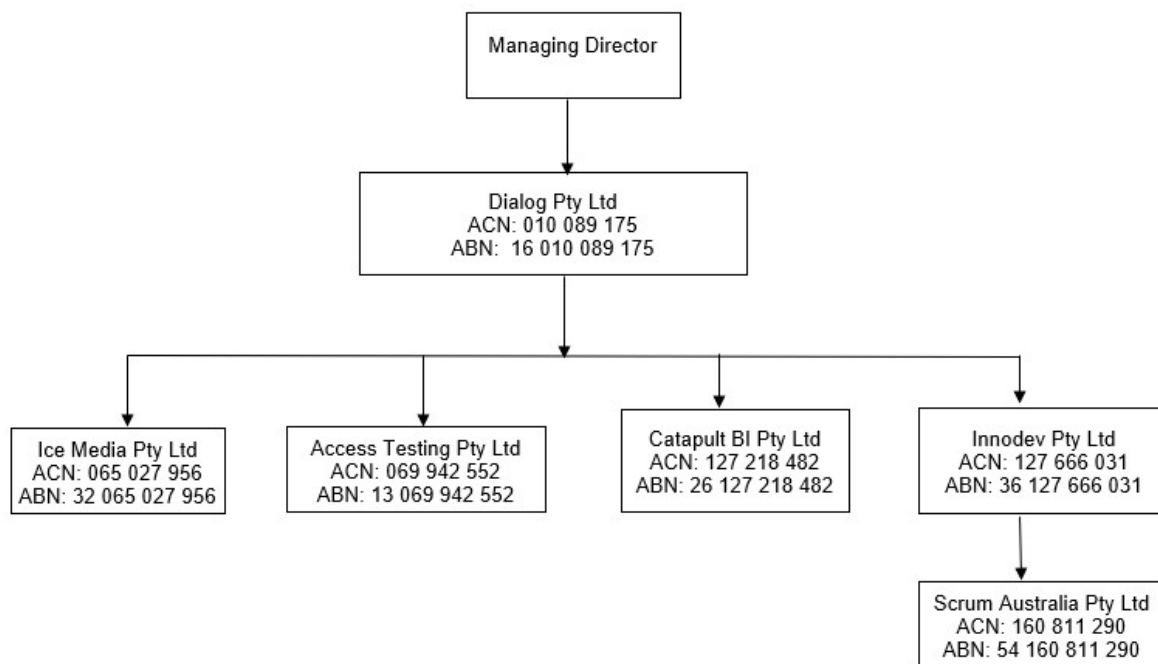 Managing Director
Dialog Pty Ltd
ACN: 010 089 175
ABN:  16 010 089 175
Ice Media Pty Ltd
ACN: 065 027 956
ABN: 32 065 027 956
Access Testing Pty Ltd
ACN: 069 942 552
ABN: 13 069 942 552
Catapult BI Pty Ltd
ACN: 127 218 482
ABN: 26 127 218 482
Innodev Pty Ltd
ACN: 127 666 031
ABN: 36 127 666 031
Scrum Australia Pty Ltd
ACN: 160 811 290
ABN: 54 160 811 290